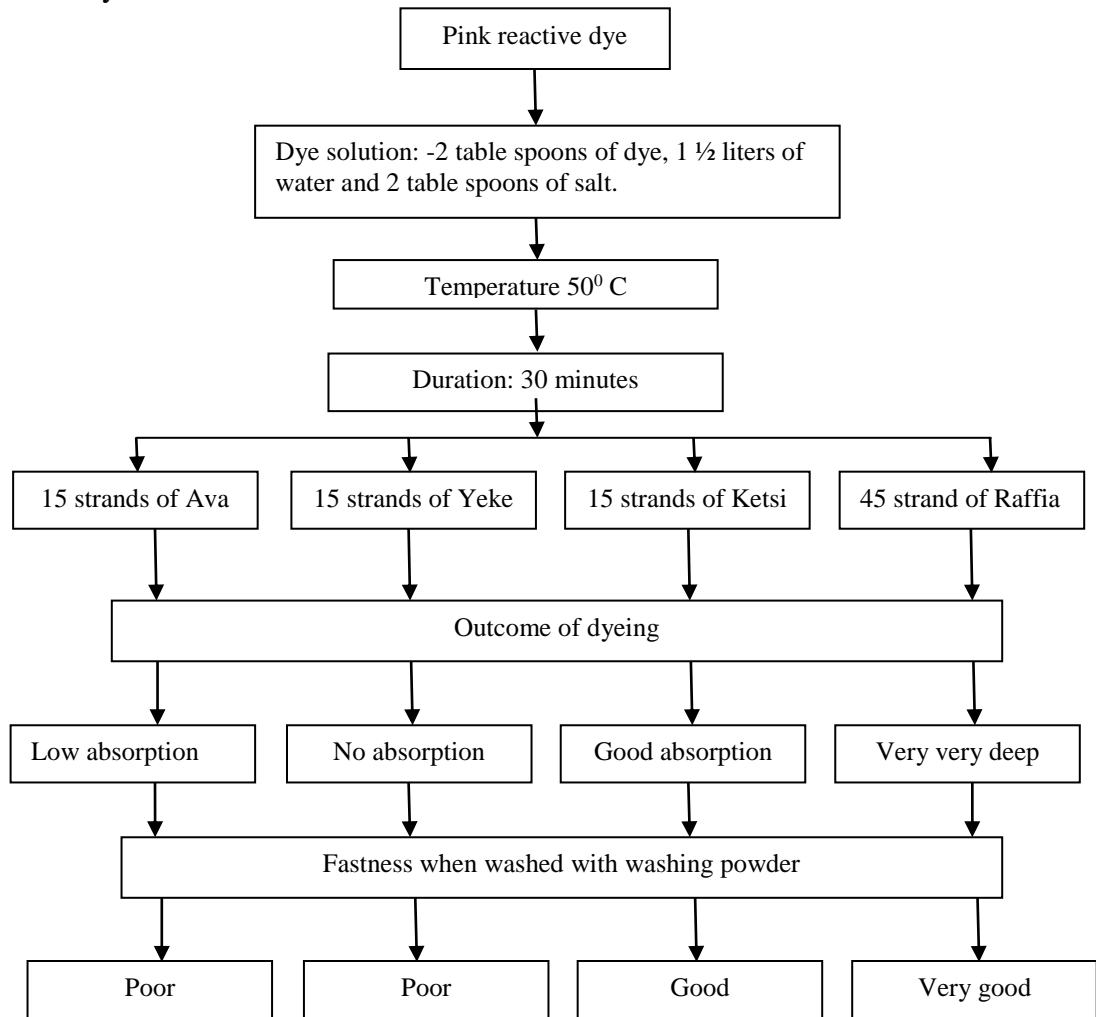 Pink reactive dye
Dye solution: -2 table spoons of dye, 1 ½ liters of
water and 2 table spoons of salt.
Temperature 50⁰ C
Duration: 30 minutes
15 strands of Ava
15 strands of Yeke
15 strands of Ketsi
45 strand of Raffia
Outcome of dyeing
Low absorption
No absorption
Good absorption
Very very deep
Fastness when washed with washing powder
Poor
Poor
Good
Very good